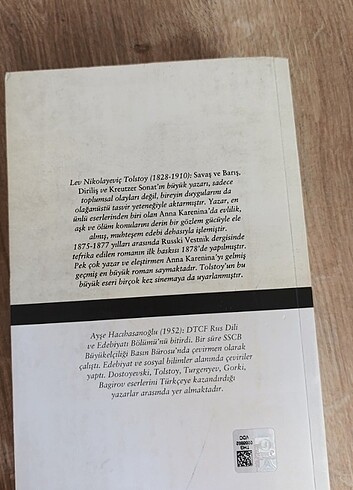 Lev Nikolayeviç Tolstoy (1828-1910): Savaş ve Barış,
Diriliş ve Kreutzer Sonat'ın büyük yazarı, sadece
toplumsal olayları değil, bireyin duygularını da
olağanüstü tasvir yeteneğiyle aktarmıştır. Yazar, en
ünlü eserlerinden biri olan Anna Karenina'da evlilik,
aşk ve ölüm konularını derin bir gözlem gücüyle ele
almış, muhteşem edebi dehasıyla işlemiştir.
1875-1877 yılları arasında Russki Vestnik dergisinde
tefrika edilen romanın ilk baskısı 1878'de yapılmıştır.
Pek çok yazar ve eleştirmen Anna Karenina'yı gelmiş
geçmiş en büyük roman saymaktadır. Tolstoy'un bu
büyük eseri birçok kez sinemaya da uyarlanmıştır.
Ayşe Hacıhasanoğlu (1952): DTCF Rus Dili
ve Edebiyatı Bölümü'nü bitirdi. Bir süre SSCB
Büyükelçiliği Basın Bürosu'nda çevirmen olarak
çalıştı. Edebiyat ve sosyal bilimler alanında çeviriler
yaptı. Dostoyevski, Tolstoy, Turgenyev, Gorki,
Bagirov eserlerini Türkçeye kazandırdığı
yazarlar arasında yer almaktadır.